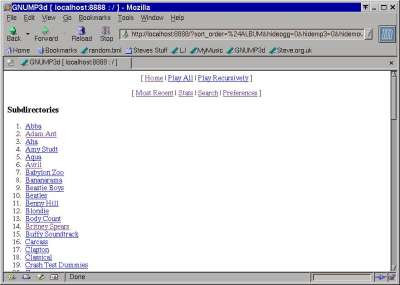 GNUMP3d [ localhost:8888 : / ] - Mozilla
File Edit View Go Bookmarks Tools Window Help
Back Forward Reload Stop http://localhost:8888/?sort_order=%24ALBUM&hideogg=0&hidemp3=0&hidemov
Home Bookmarks random.html Steves Stuff LJ MyMusic GNUMP3d Steve.org.uk
GNUMP3d [ localhost:8888 : / ]
[ Home | Play All | Play Recursively ]
[ Most Recent | Stats | Search | Preferences ]
Subdirectories
1. Abba
2. Adam Ant
3. Aha
4. Amy Studt
5. Aqua
6. Avril
7. Babylon Zoo
8. Bananarama
9. Beastie Boys
10. Beatles
11. Benny Hill
12. Blondie
13. Body Count
14. Britney Spears
15. Buffy Soundtrack
16. Carcass
17. Clapton
18. Classical
19. Crash Test Dummies
Done